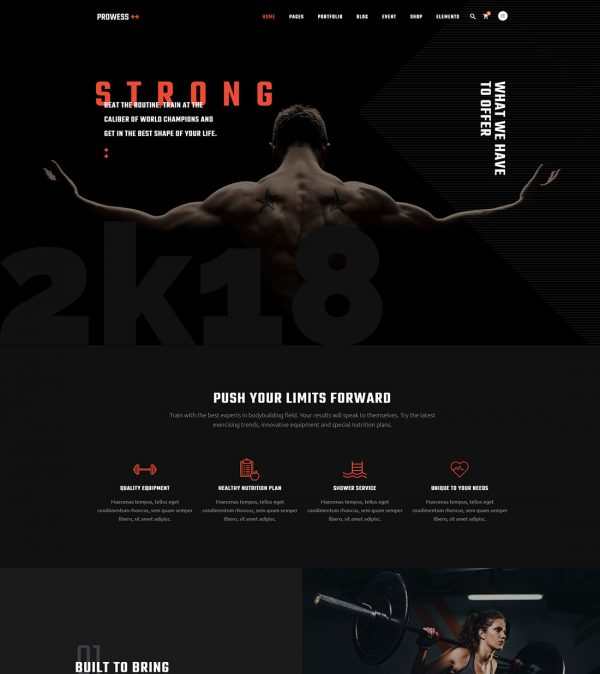 PROWESS ++
HOME PAGES PORTFOLIO BLOG EVENT SHOP ELEMENTS
STRONG
BEAT THE ROUTINE. TRAIN AT THE
CALIBER OF WORLD CHAMPIONS AND
GET IN THE BEST SHAPE OF YOUR LIFE.
WHAT WE HAVE
TO OFFER
2k18
PUSH YOUR LIMITS FORWARD
Train with the best experts in bodybuilding field. Your results will speak to themselves. Try the latest
exercising trends, innovative equipment and special nutrition plans.
QUALITY EQUIPMENT
Maecenas tempus, tellus eget
condimentum rhoncus, sem quam semper
libero, sit amet adipisc.
HEALTHY NUTRITION PLAN
Maecenas tempus, tellus eget
condimentum rhoncus, sem quam semper
libero, sit amet adipisc.
SHOWER SERVICE
Maecenas tempus, tellus eget
condimentum rhoncus, sem quam semper
libero, sit amet adipisc.
UNIQUE TO YOUR NEEDS
Maecenas tempus, tellus eget
condimentum rhoncus, sem quam semper
libero, sit amet adipisc.
01
BUILT TO BRING